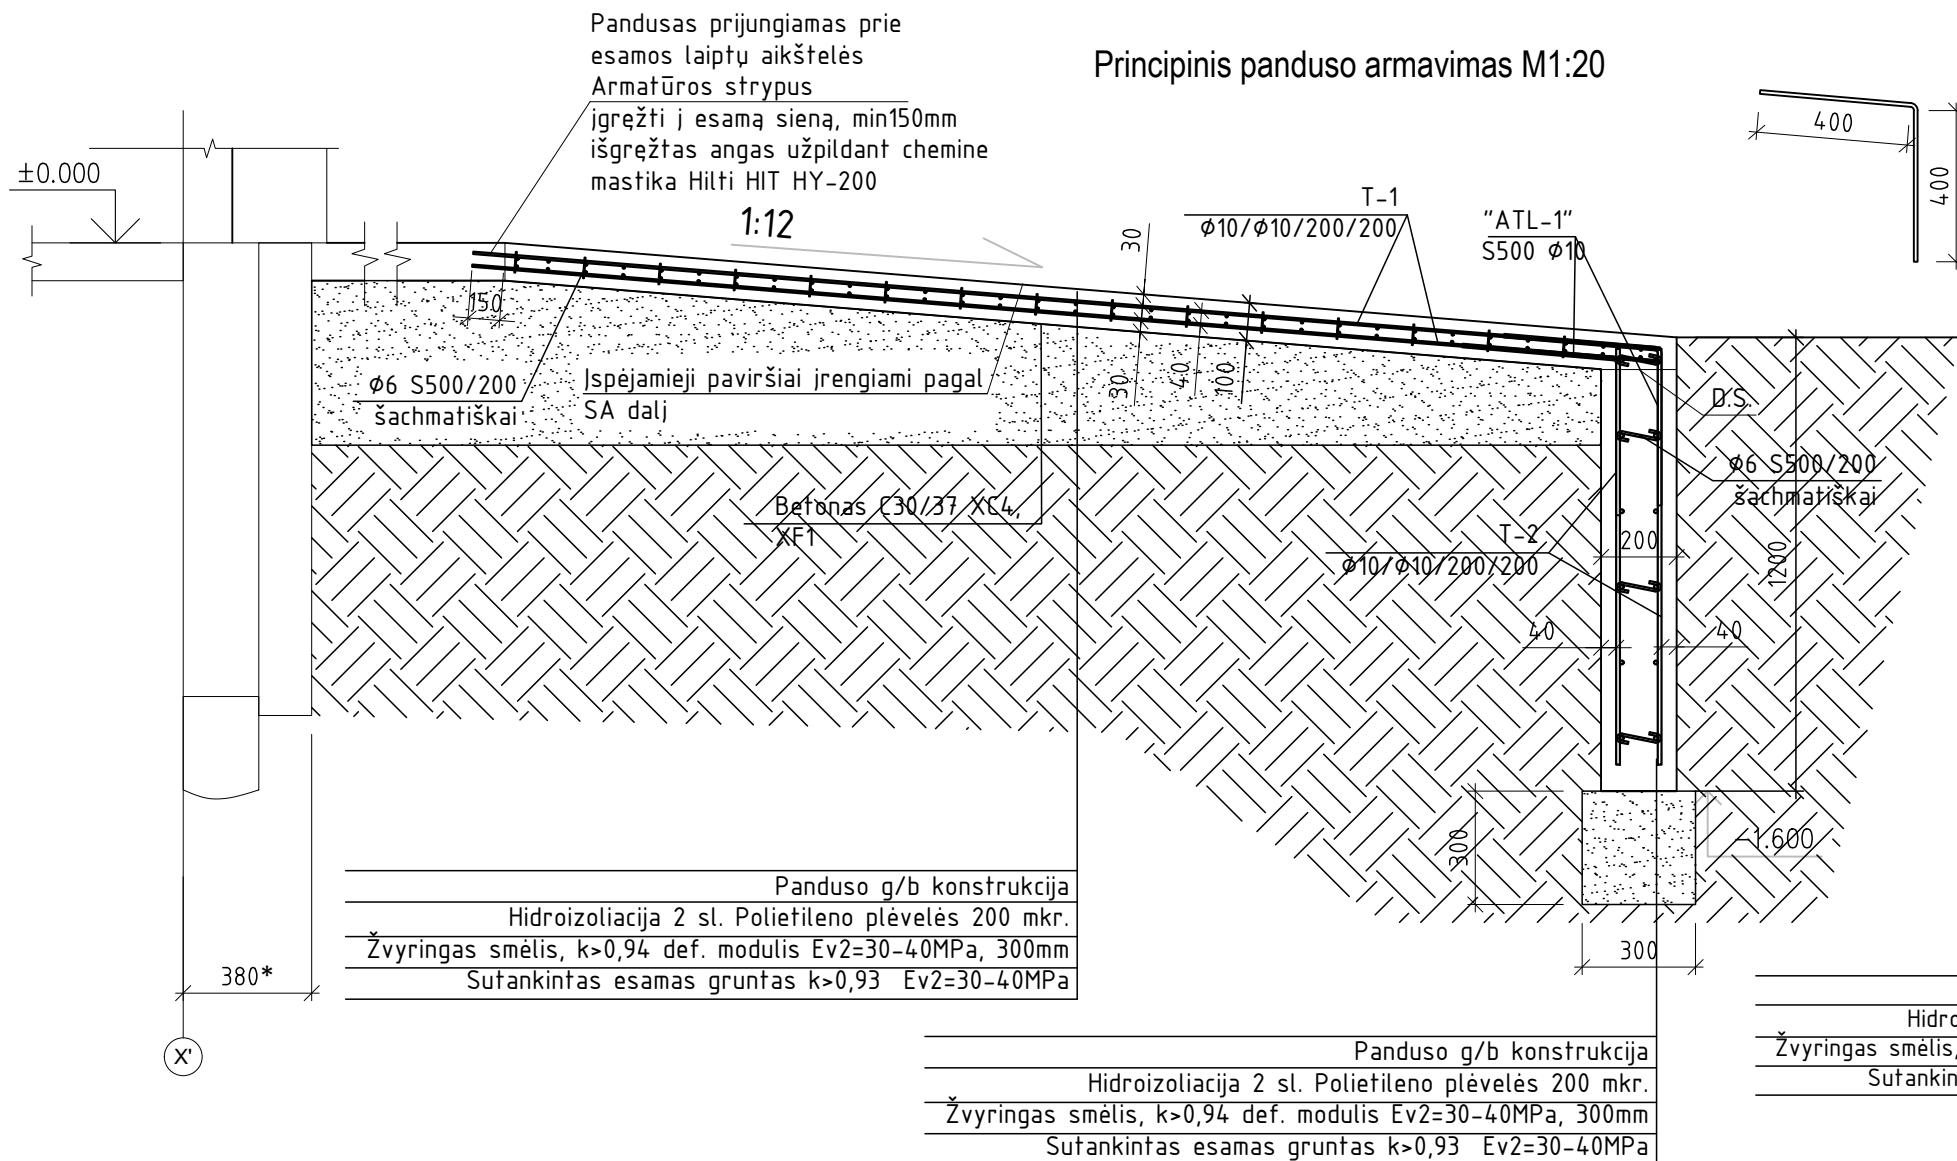 Pandusas prijungiamas prie
esamos laiptų aikštelės
Armatūros strypus
įgręžti į esamą sieną, min150mm
išgręžtas angas užpildant chemine
mastika Hilti HIT HY-200
Principinis panduso armavimas M1:20
400
400
±0.000
1:12
T-1
Ø10/Ø10/200/200
"ATL-1"
S500 Ø10
30
150
30
40
100
Ø6 S500/200
šachmatiškai
Įspėjamieji paviršiai įrengiami pagal
SA dalį
D.S.
Ø6 S500/200
šachmatiškai
Betonas C30/37 XC4,
XF1
T-2
Ø10/Ø10/200/200
200
1200
40
40
300
-1.600
300
Panduso g/b konstrukcija
Hidroizoliacija 2 sl. Polietileno plėvelės 200 mkr.
Žvyringas smėlis, k>0,94 def. modulis Ev2=30-40MPa, 300mm
Sutankintas esamas gruntas k>0,93 Ev2=30-40MPa
380*
X'
Panduso g/b konstrukcija
Hidroizoliacija 2 sl. Polietileno plėvelės 200 mkr.
Žvyringas smėlis, k>0,94 def. modulis Ev2=30-40MPa, 300mm
Sutankintas esamas gruntas k>0,93 Ev2=30-40MPa
Hidro
Žvyringas smėlis,
Sutankin